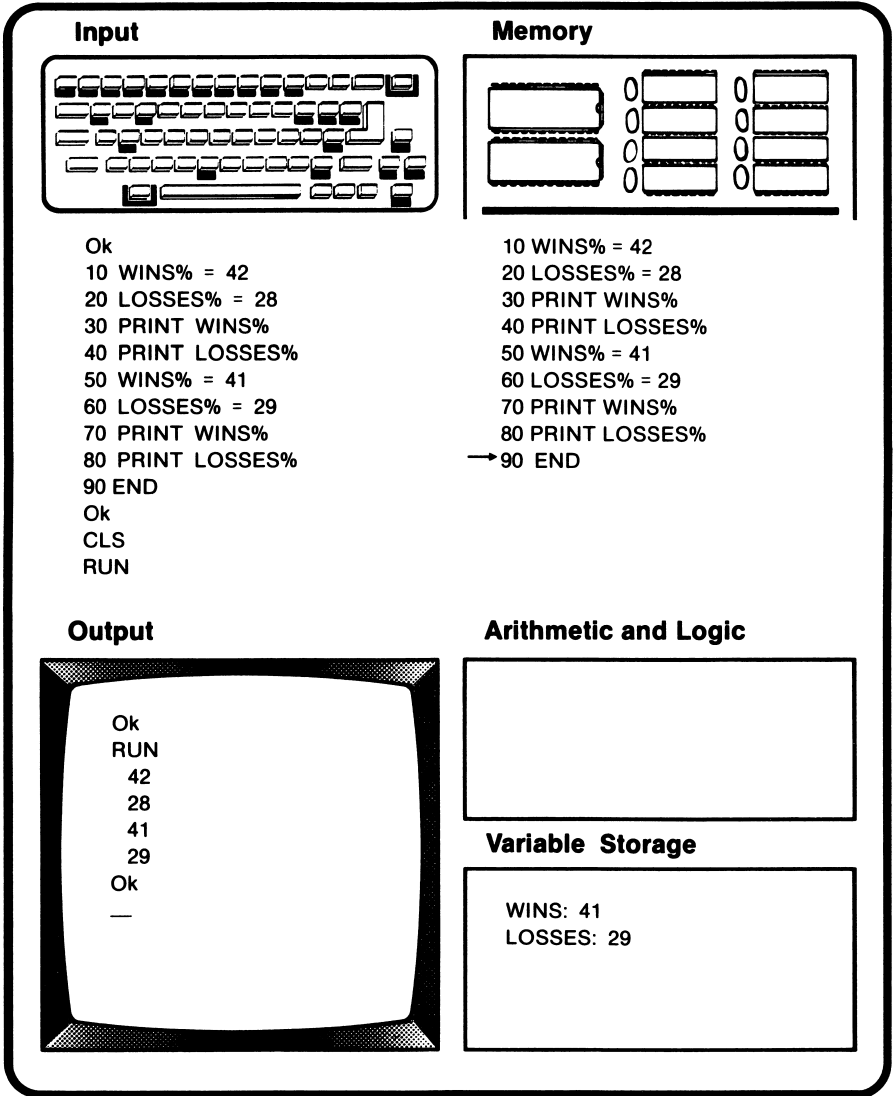 Input
Ok
10 WINS% = 42
20 LOSSES% = 28
30 PRINT WINS%
40 PRINT LOSSES%
50 WINS% = 41
60 LOSSES% = 29
70 PRINT WINS%
80 PRINT LOSSES%
90 END
Ok
CLS
RUN
Memory
10 WINS% = 42
20 LOSSES% = 28
30 PRINT WINS%
40 PRINT LOSSES%
50 WINS% = 41
60 LOSSES% = 29
70 PRINT WINS%
80 PRINT LOSSES%
→90 END
Output
Ok
RUN
42
28
41
29
Ok
__
Arithmetic and Logic
Variable Storage
WINS: 41
LOSSES: 29